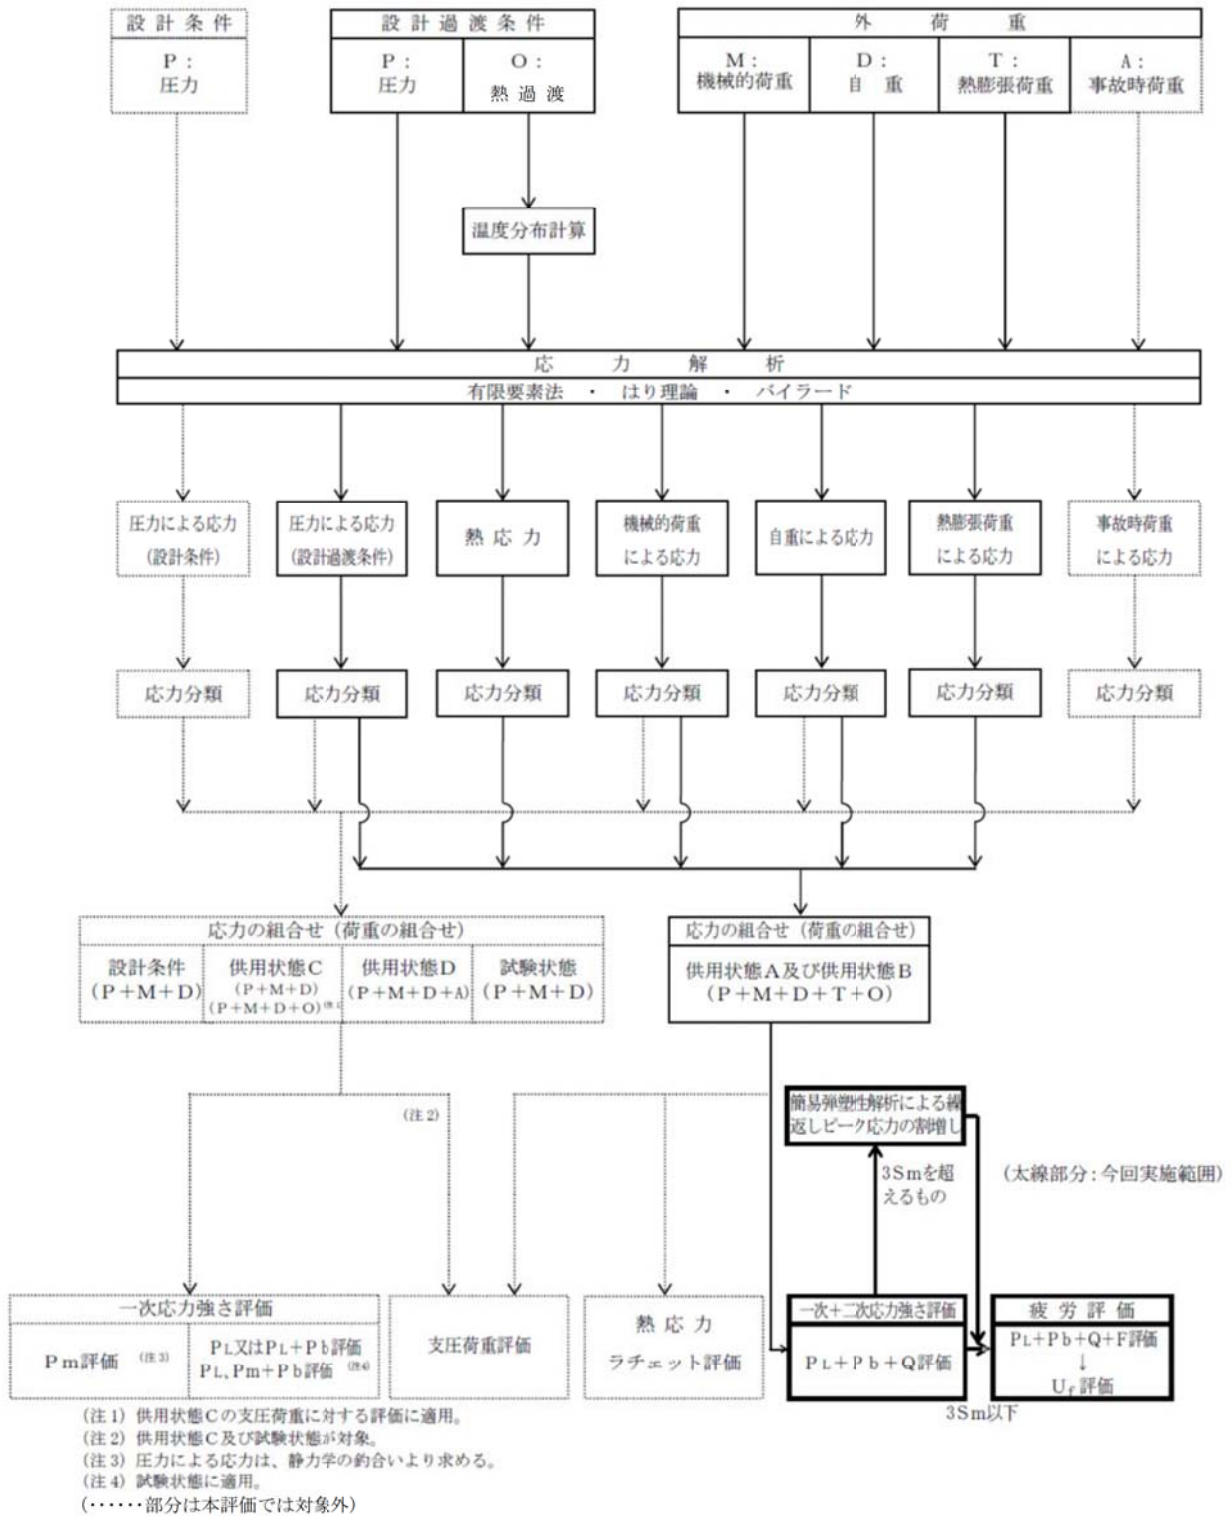 設計条件
P：
圧力
設計過渡条件
P：
圧力
O：
熱過渡
外荷重
M：
機械的荷重
D：
自重
T：
熱膨張荷重
A：
事故時荷重
温度分布計算
応力解析
有限要素法　・　はり理論　・　バイラード
圧力による応力
(設計条件)
圧力による応力
(設計過渡条件)
熱応力
機械的荷重
による応力
自重による応力
熱膨張荷重
による応力
事故時荷重
による応力
応力分類
応力分類
応力分類
応力分類
応力分類
応力分類
応力分類
応力の組合せ（荷重の組合せ）
設計条件
(P+M+D)
供用状態C
(P+M+D)
(P+M+D+O)(注1)
供用状態D
(P+M+D+A)
試験状態
(P+M+D)
応力の組合せ（荷重の組合せ）
供用状態A及び供用状態B
(P+M+D+T+O)
(注2)
簡易弾塑性解析による繰
返しピーク応力の割増し
3Smを超
えるもの
(太線部分：今回実施範囲)
一次応力強さ評価
Pm評価 (注3)
PL又はPL+Pb評価
PL、Pm+Pb評価 (注4)
支圧荷重評価
熱応力
ラチェット評価
一次+二次応力強さ評価
PL+Pb+Q評価
疲労評価
PL+Pb+Q+F評価
↓
Uf評価
3Sm以下
(注1) 供用状態Cの支圧荷重に対する評価に適用。
(注2) 供用状態C及び試験状態が対象。
(注3) 圧力による応力は、静力学の釣合いより求める。
(注4) 試験状態に適用。
(‥‥‥部分は本評価では対象外)